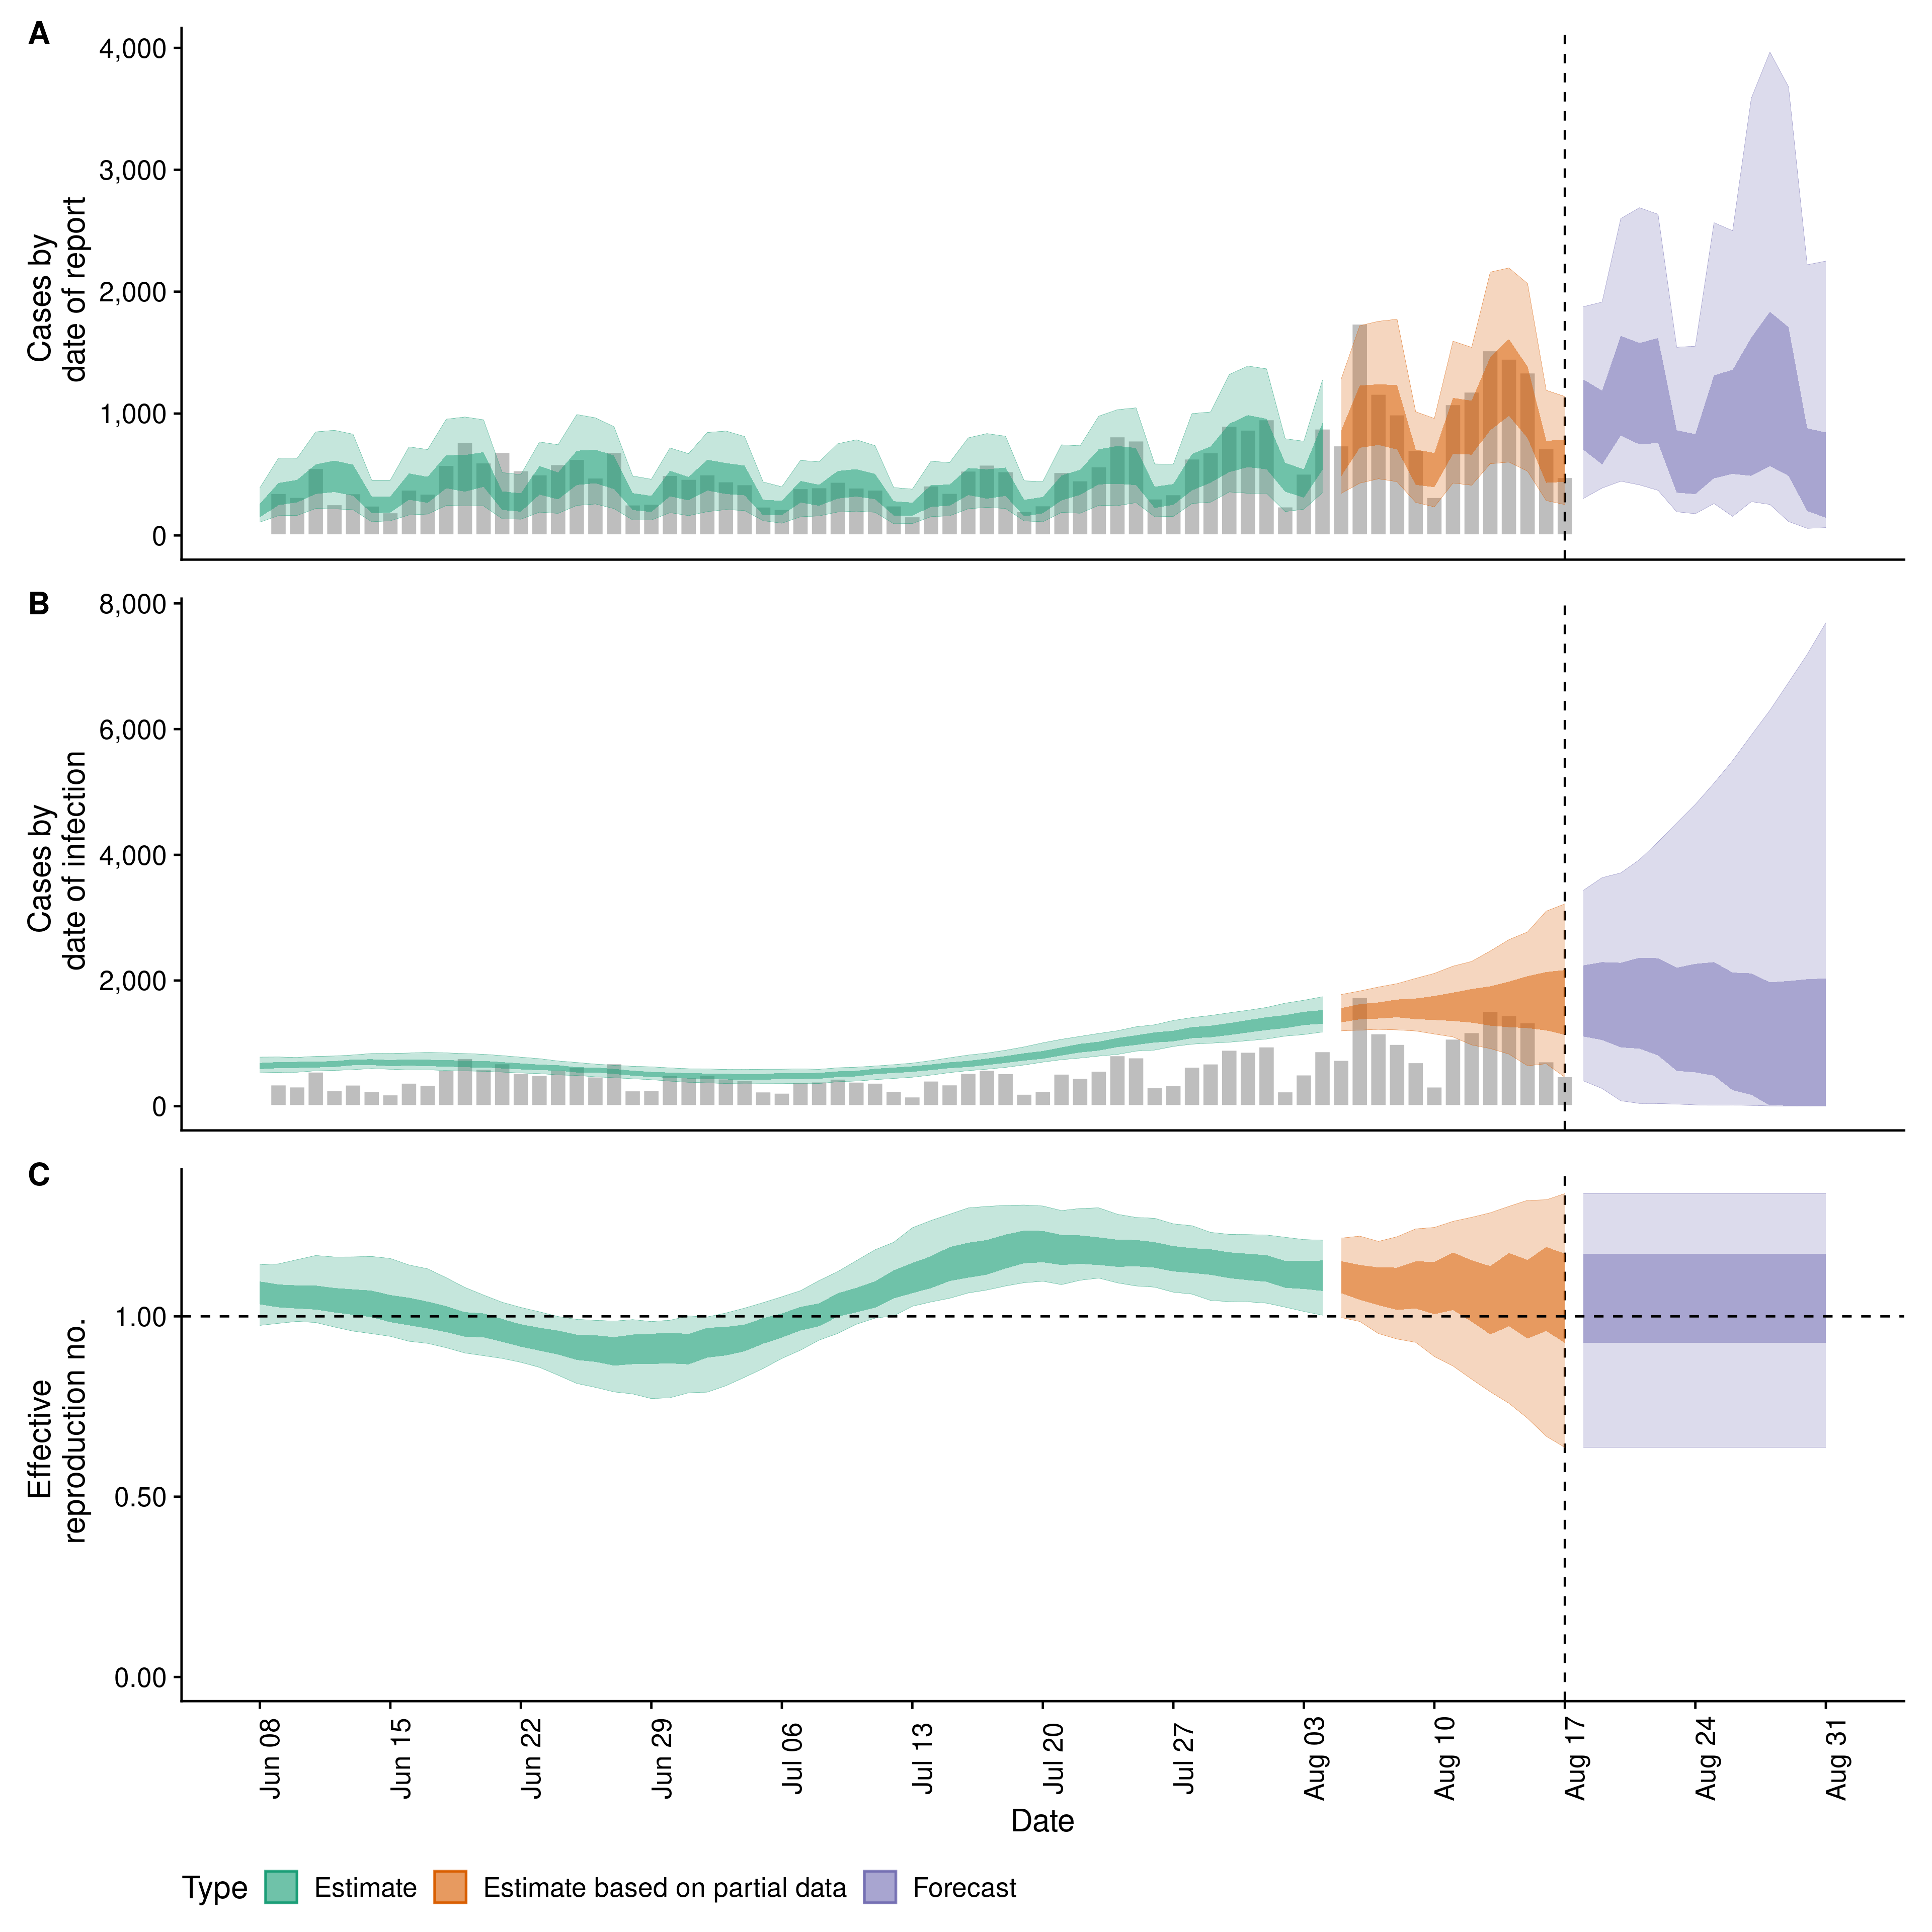 A
4,000
3,000
2,000
1,000
0
Cases by
date of report
B
8,000
6,000
4,000
2,000
0
Cases by
date of infection
C
1.00
0.50
0.00
Effective
reproduction no.
Jun 08
Jun 15
Jun 22
Jun 29
Jul 06
Jul 13
Jul 20
Jul 27
Aug 03
Aug 10
Aug 17
Aug 24
Aug 31
Date
Type Estimate Estimate based on partial data Forecast